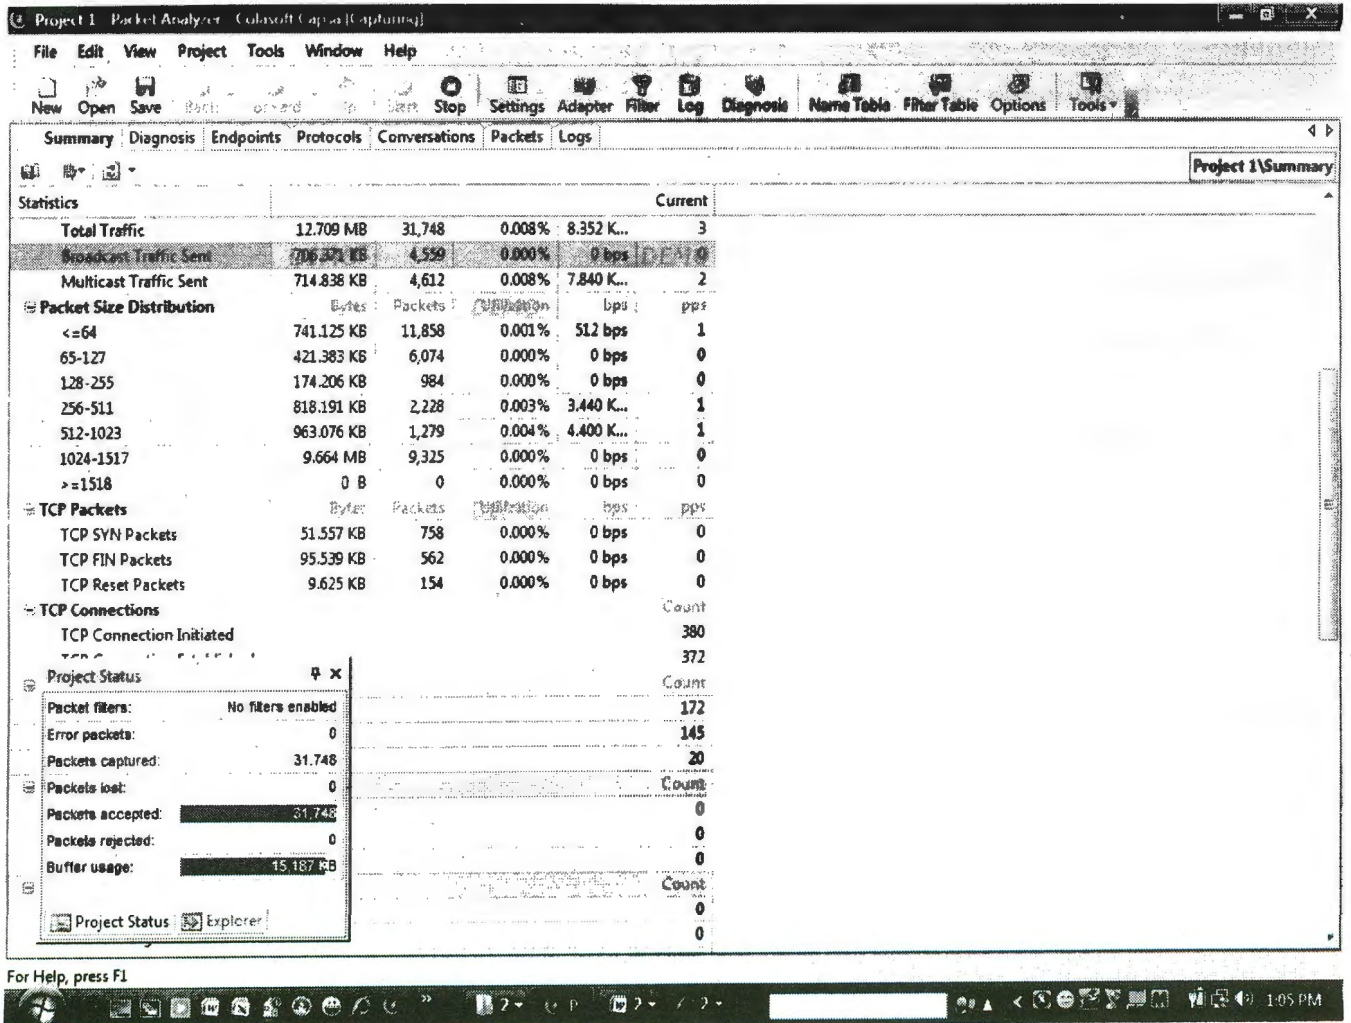 Project 1 Packet Analyzer Colasoft Capsa [Capturing]
File Edit View Project Tools Window Help
New Open Save Back Stop Settings Adapter Filter Log Diagnosis Name Table Filter Table Options Tools
Summary Diagnosis Endpoints Protocols Conversations Packets Logs
Project 1\Summary
Statistics Current
Total Traffic 12.709 MB 31,748 0.008% 8.352 K... 3
Broadcast Traffic Sent 706.371 KB 4,559 0.000% 0 bps 0
Multicast Traffic Sent 714.838 KB 4,612 0.008% 7.840 K... 2
Packet Size Distribution Bytes Packets Utilization bps pps
<=64 741.125 KB 11,858 0.001% 512 bps 1
65-127 421.383 KB 6,074 0.000% 0 bps 0
128-255 174.206 KB 984 0.000% 0 bps 0
256-511 818.191 KB 2,228 0.003% 3.440 K... 1
512-1023 963.076 KB 1,279 0.004% 4.400 K... 1
1024-1517 9.664 MB 9,325 0.000% 0 bps 0
>=1518 0 B 0 0.000% 0 bps 0
TCP Packets Bytes Packets Utilization bps pps
TCP SYN Packets 51.557 KB 758 0.000% 0 bps 0
TCP FIN Packets 95.539 KB 562 0.000% 0 bps 0
TCP Reset Packets 9.625 KB 154 0.000% 0 bps 0
TCP Connections Count
TCP Connection Initiated 380
372
Project Status
Count
Packet filters: No filters enabled
172
Error packets: 0
145
Packets captured: 31.748
20
Packets lost: 0
Count
Packets accepted: 31,748
0
Packets rejected: 0
0
Buffer usage: 15,187 KB
0
Count
Project Status Explorer
0
0
For Help, press F1
2 2 2 1:05 PM